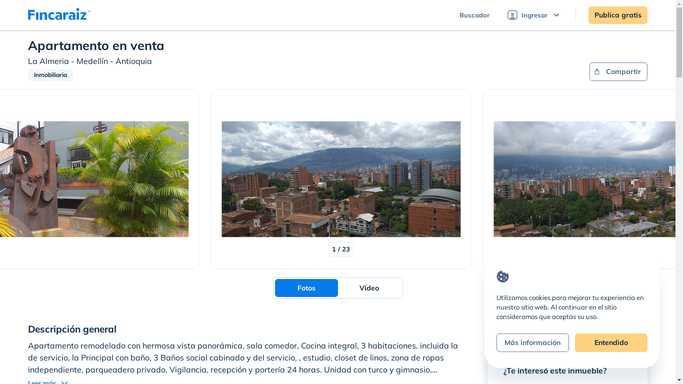 Fincaraiz
Buscador
Ingresar
Publica gratis
Apartamento en venta
La Almeria - Medellín - Antioquia
Inmobiliaria
Compartir
1 / 23
Fotos
Video
Utilizamos cookies para mejorar tu experiencia en
nuestro sitio web. Al continuar en el sitio
consideramos que aceptas su uso.
Más información
Entendido
Descripción general
Apartamento remodelado con hermosa vista panorámica, sala comedor, Cocina integral, 3 habitaciones, incluida la
de servicio, la Principal con baño, 3 Baños social cabinado y del servicio, , estudio, closet de linos, zona de ropas
independiente, parqueadero privado, Vigilancia, recepción y portería 24 horas. Unidad con turco y gimnasio,...
Leer más
¿Te interesó este inmueble?